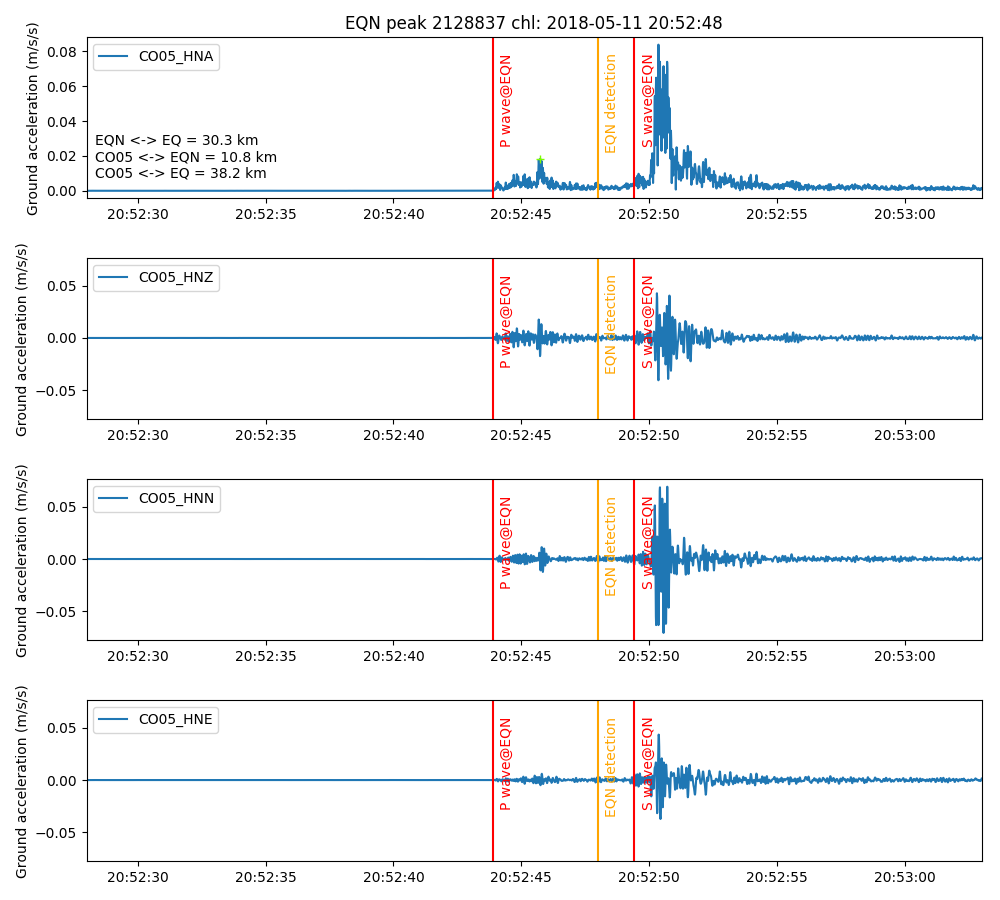 EQN peak 2128837 chl: 2018-05-11 20:52:48
Ground acceleration (m/s/s)
0.08
0.06
0.04
0.02
0.00
CO05_HNA
EQN <-> EQ = 30.3 km
CO05 <-> EQN = 10.8 km
CO05 <-> EQ = 38.2 km
P wave@EQN
EQN detection
S wave@EQN
20:52:30 20:52:35 20:52:40 20:52:45 20:52:50 20:52:55 20:53:00
Ground acceleration (m/s/s)
0.05
0.00
−0.05
CO05_HNZ
P wave@EQN
EQN detection
S wave@EQN
20:52:30 20:52:35 20:52:40 20:52:45 20:52:50 20:52:55 20:53:00
Ground acceleration (m/s/s)
0.05
0.00
−0.05
CO05_HNN
P wave@EQN
EQN detection
S wave@EQN
20:52:30 20:52:35 20:52:40 20:52:45 20:52:50 20:52:55 20:53:00
Ground acceleration (m/s/s)
0.05
0.00
−0.05
CO05_HNE
P wave@EQN
EQN detection
S wave@EQN
20:52:30 20:52:35 20:52:40 20:52:45 20:52:50 20:52:55 20:53:00